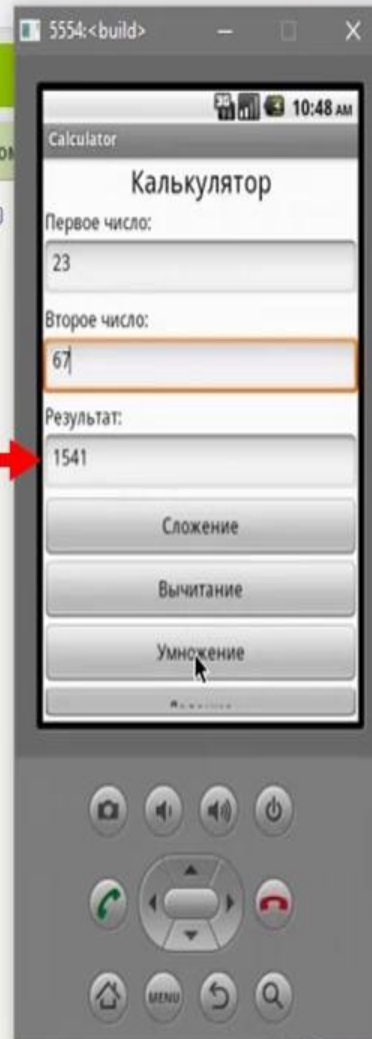 5554:<build>
3G 10:48 AM
Calculator
Калькулятор
Первое число:
23
Второе число:
67
Результат:
1541
Сложение
Вычитание
Умножение
MENU